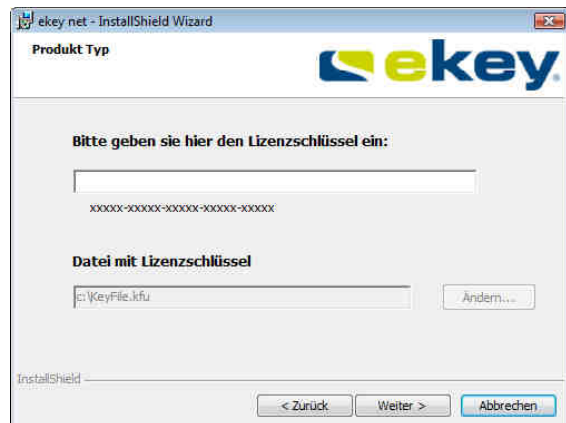 ekey net - InstallShield Wizard
Produkt Typ
ekey
Bitte geben sie hier den Lizenzschlüssel ein:
xxxxx-xxxxx-xxxxx-xxxxx-xxxxx
Datei mit Lizenzschlüssel
c:\KeyFile.kfu
Ändern...
InstallShield
< Zurück
Weiter >
Abbrechen